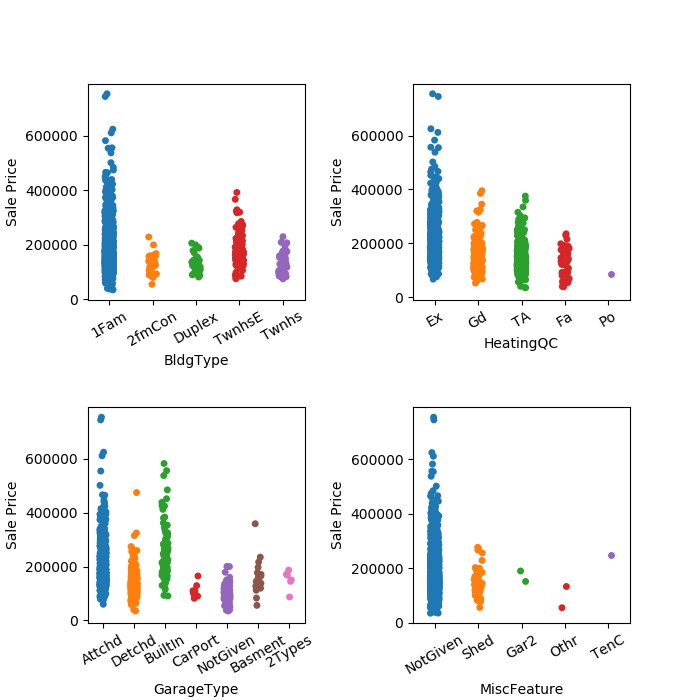 Sale Price
600000
400000
200000
0
1Fam
2fmCon
Duplex
TwnhsE
Twnhs
BldgType
Sale Price
600000
400000
200000
0
Ex
Gd
TA
Fa
Po
HeatingQC
Sale Price
600000
400000
200000
0
Attchd
Detchd
BuiltIn
CarPort
NotGiven
Basment
2Types
GarageType
Sale Price
600000
400000
200000
0
NotGiven
Shed
Gar2
Othr
TenC
MiscFeature